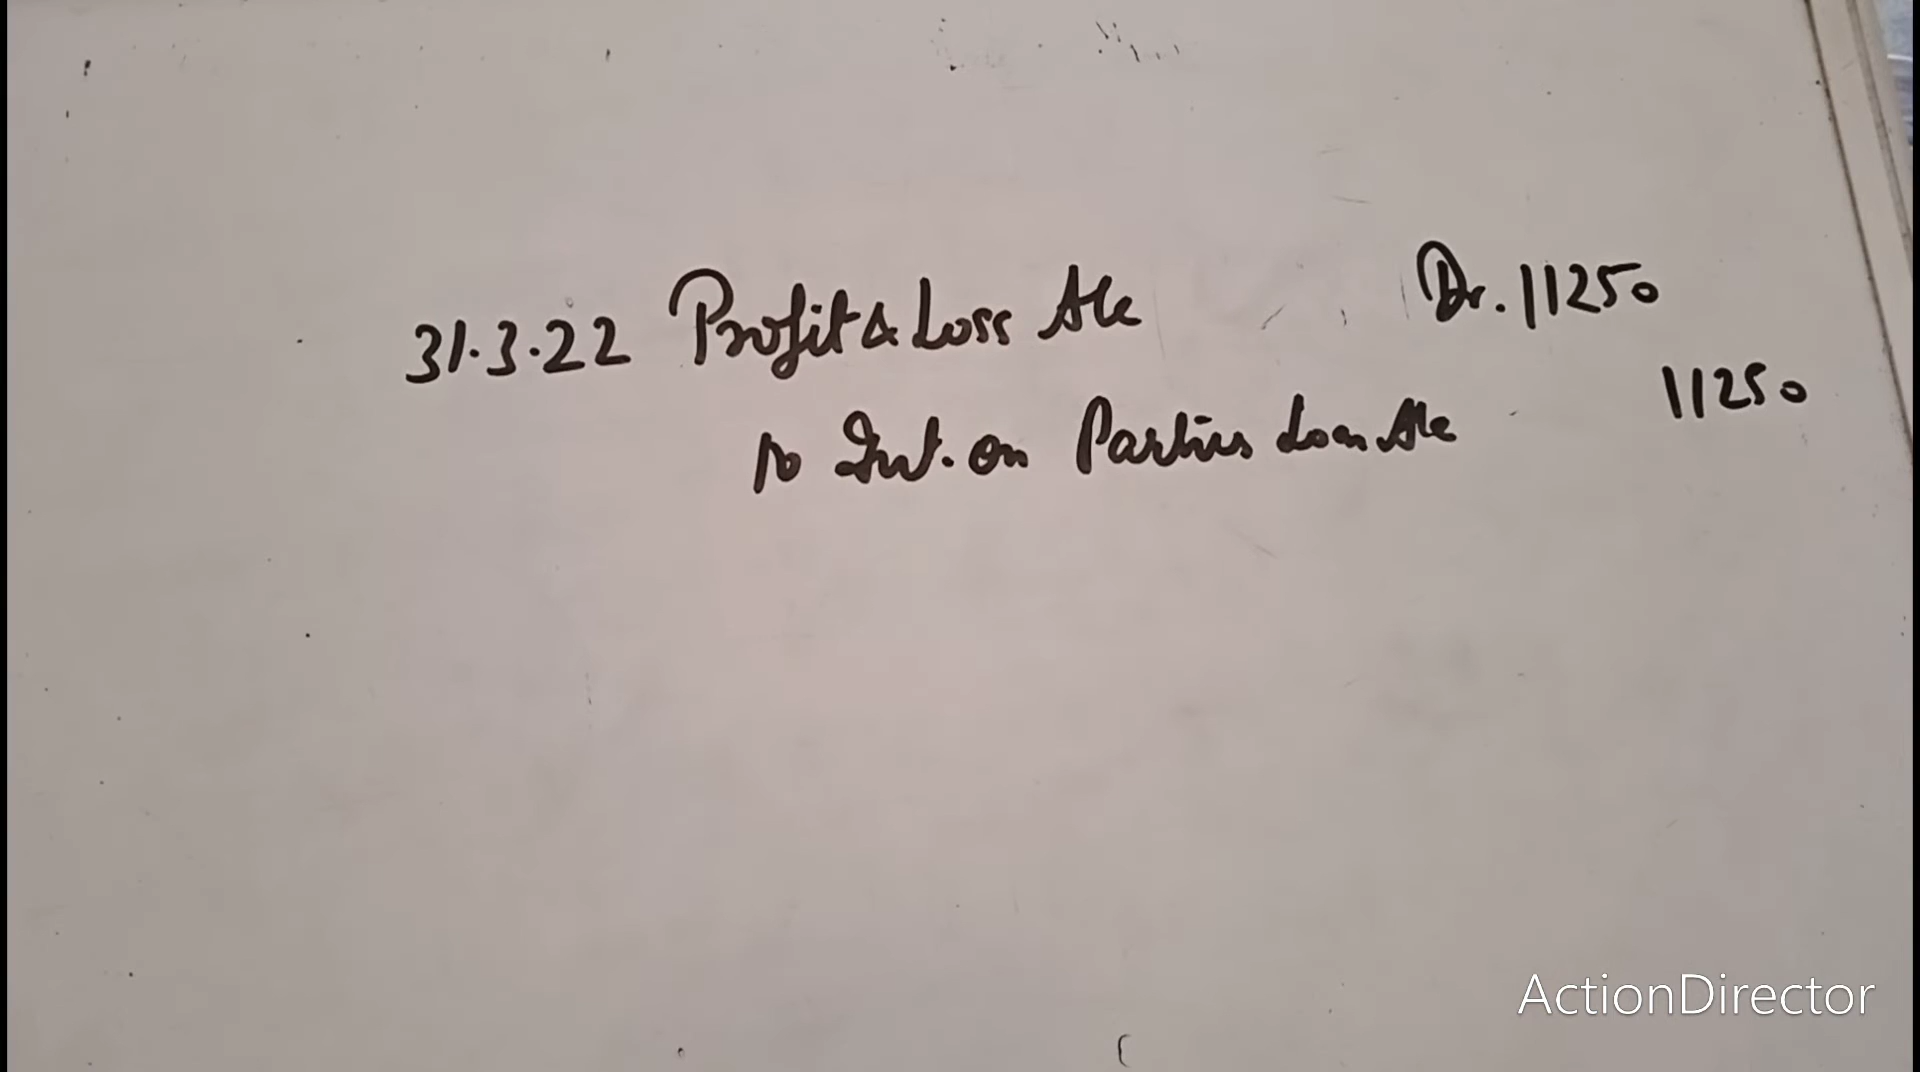 31.3.22 Profit & Loss A/c Dr. 11250
to Int. on Partners Loan A/c 11250
ActionDirector